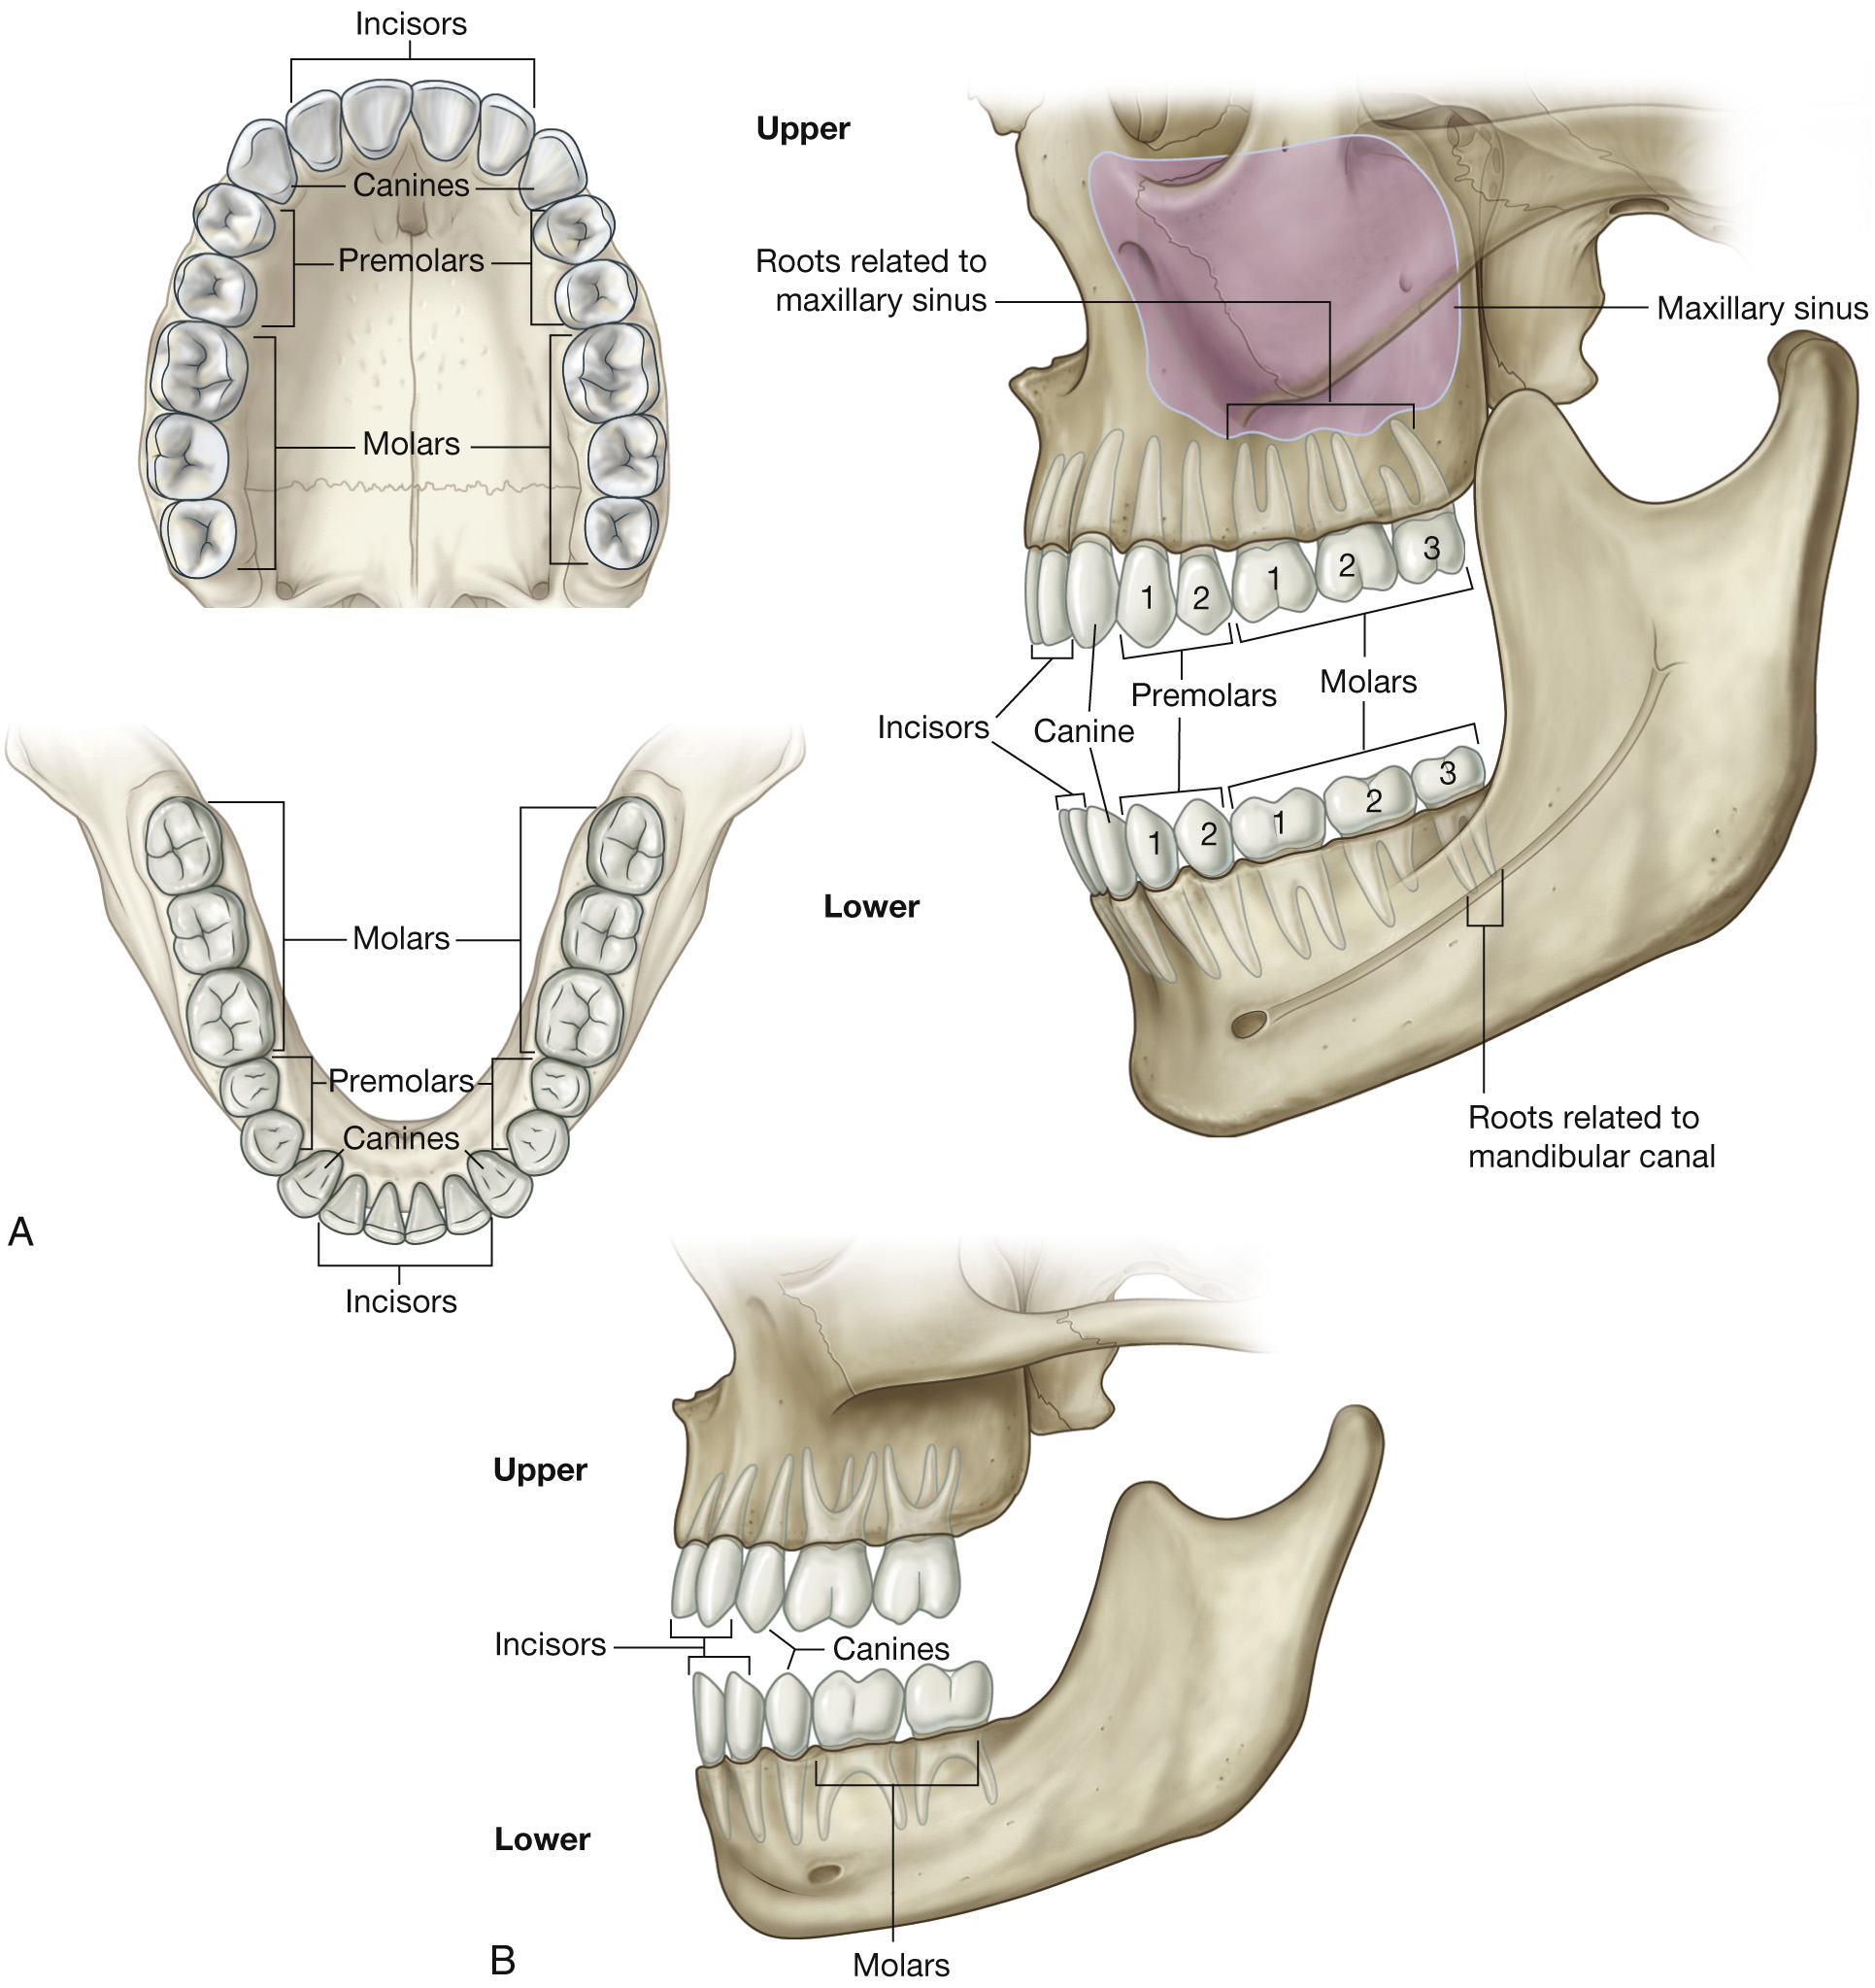 Incisors
Canines
Premolars
Molars
Molars
Premolars
Canines
Incisors
A
Upper
Roots related to
maxillary sinus
Maxillary sinus
1
2
1
2
3
Premolars
Molars
Incisors
Canine
1
2
1
2
3
Lower
Roots related to
mandibular canal
Upper
Incisors
Canines
Lower
Molars
B